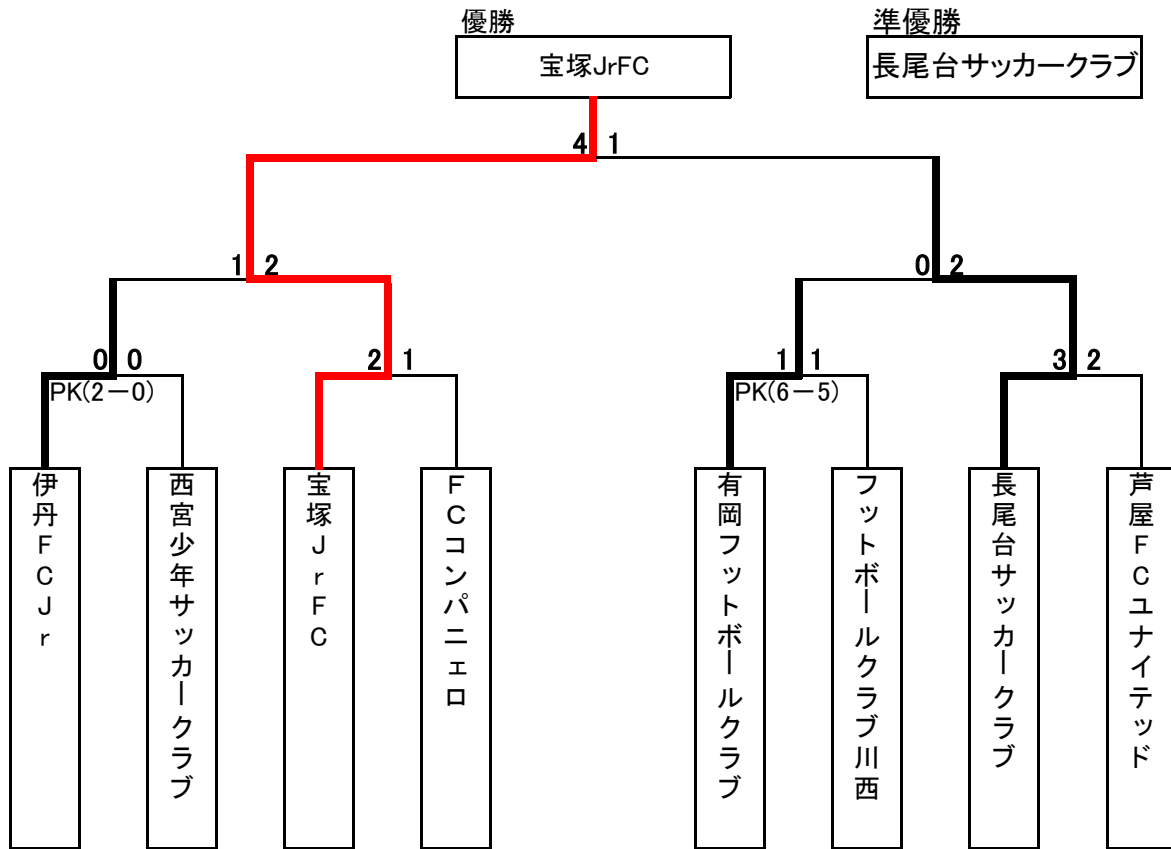 優勝
準優勝
宝塚JrFC
長尾台サッカークラブ
4 1
1 2
0 2
0 0
2 1
1 1
3 2
PK(2－0)
PK(6－5)
伊丹FCJr
西宮少年サッカークラブ
宝塚JrFC
FCコンパニェロ
有岡フットボールクラブ
フットボールクラブ川西
長尾台サッカークラブ
芦屋FCユナイテッド